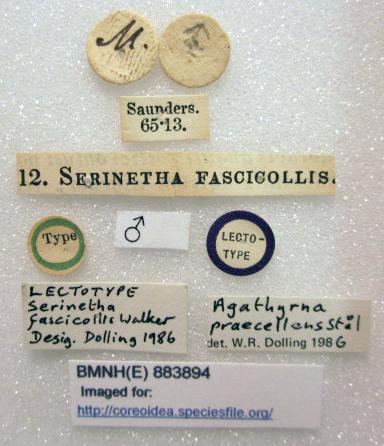 M.
Saunders.
65·13.
12. SERINETHA FASCICOLLIS.
Type
♂
LECTO-
TYPE
LECTOTYPE
Serinetha
fascicollis Walker
Desig. Dolling 1986
Agathyrna
praecellens Stål
det. W.R. Dolling 1986
BMNH(E) 883894
Imaged for:
http://coreoidea.speciesfile.org/